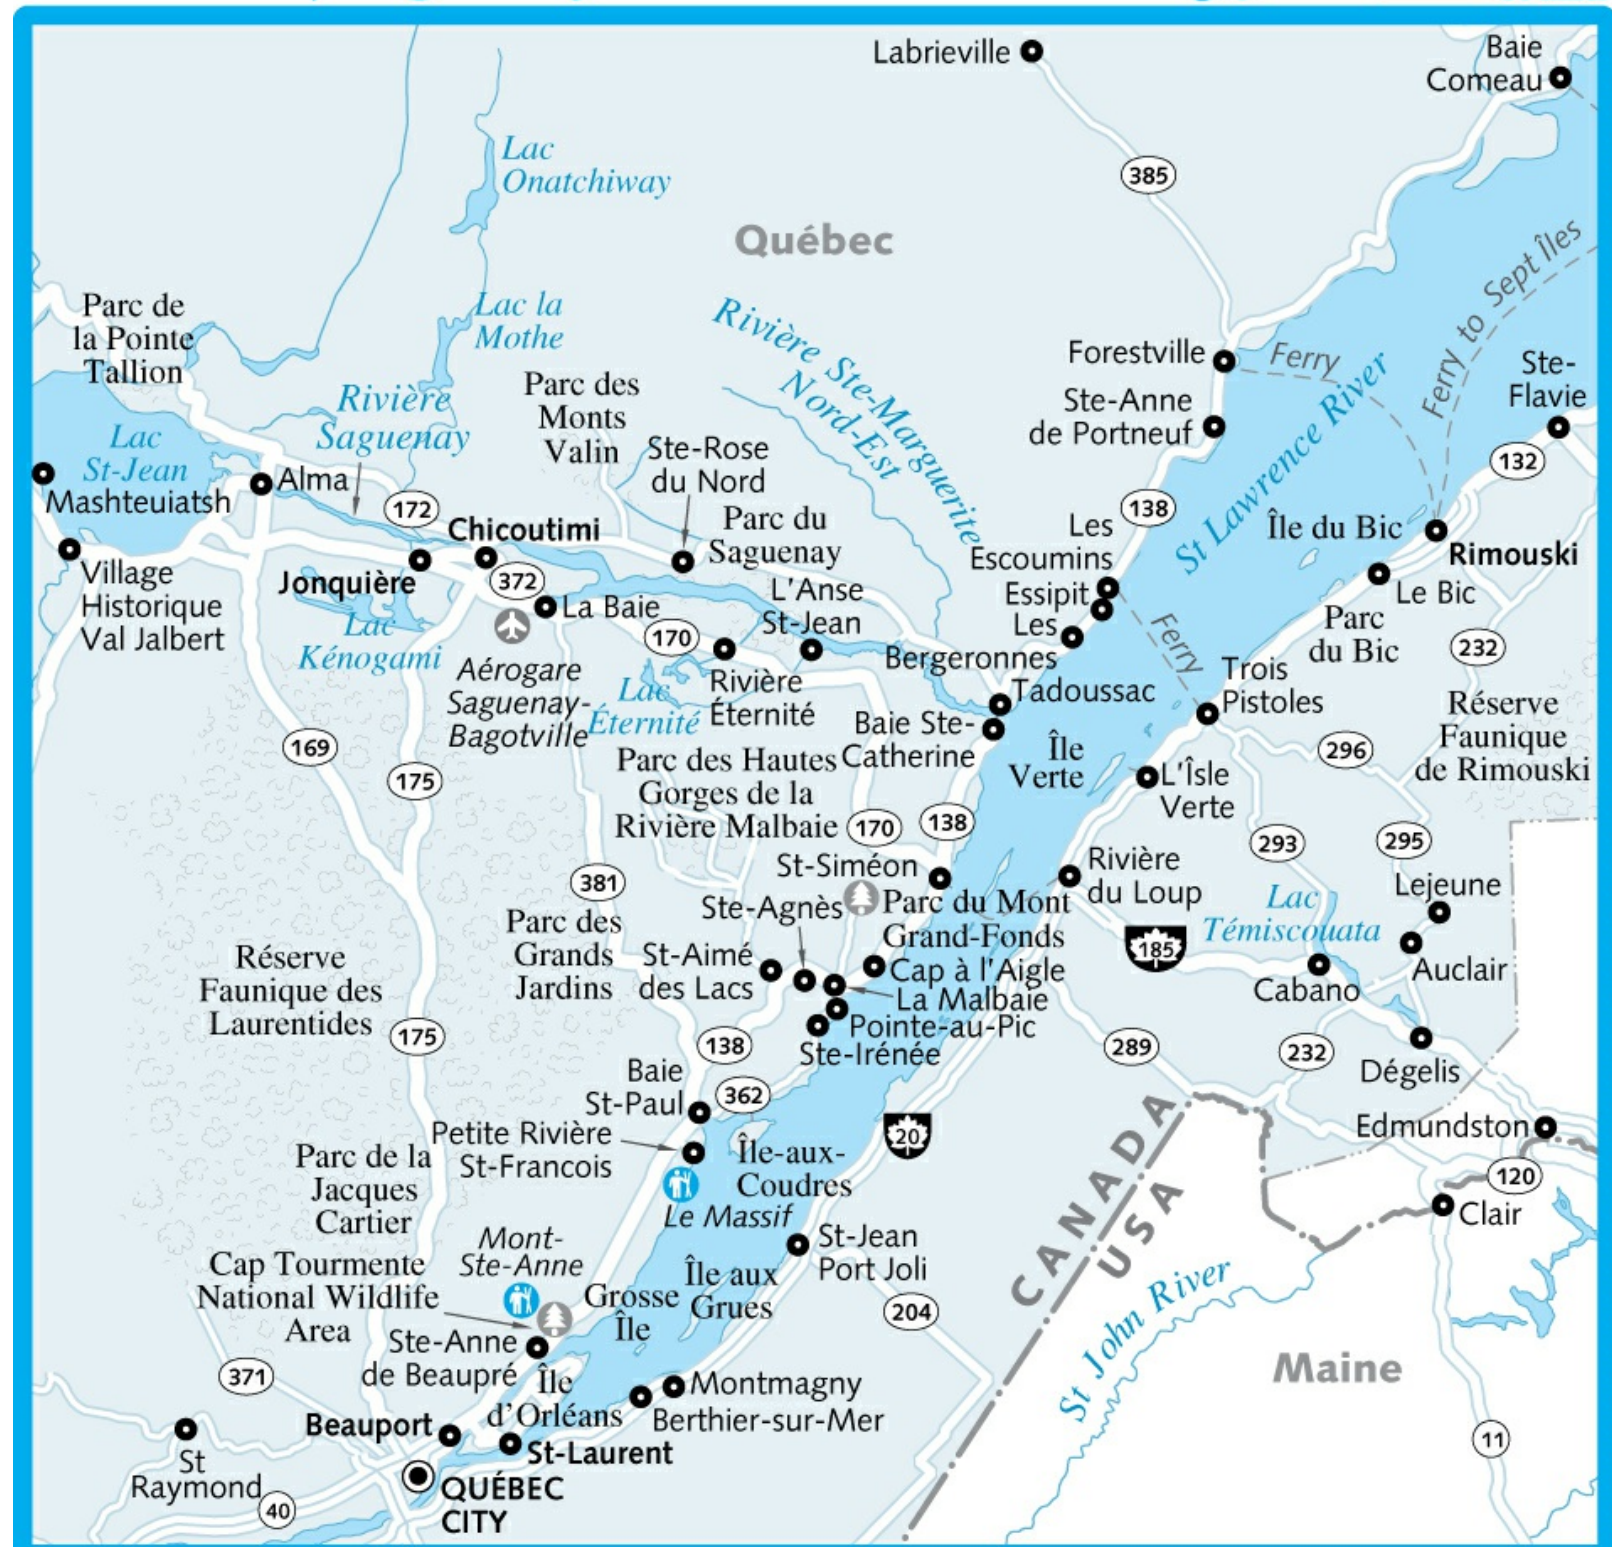 Labrieville
Baie
Comeau
Lac
Onatchiway
385
Québec
Ferry to Sept Îles
Parc de
la Pointe
Tallion
Lac la
Mothe
Rivière Ste-Marguerite
Nord-Est
Forestville
Ferry
Ste-
Flavie
Parc des
Monts
Valin
Rivière
Saguenay
Ste-Anne
de Portneuf
St Lawrence River
Lac
St-Jean
Mashteuiatsh
Alma
Ste-Rose
du Nord
132
172
138
Chicoutimi
Parc du
Saguenay
Les
Escoumins
Île du Bic
Rimouski
Jonquière
372
Village
Historique
Val Jalbert
La Baie
L'Anse
St-Jean
Essipit
Le Bic
Lac
Kénogami
170
Les
Bergeronnes
Ferry
Parc
du Bic
232
Aérogare
Saguenay-
Bagotville
Lac
Éternité
Rivière
Éternité
Tadoussac
Trois
Pistoles
Baie Ste-
Catherine
Réserve
Faunique
de Rimouski
169
175
Parc des Hautes
Gorges de la
Rivière Malbaie
Île
Verte
L'Îsle
Verte
296
170
138
293
295
St-Siméon
Rivière
du Loup
381
Lejeune
Ste-Agnès
Parc du Mont
Grand-Fonds
Lac
Témiscouata
185
Parc des
Grands
Jardins
St-Aimé
des Lacs
Cap à l'Aigle
Auclair
Réserve
Faunique des
Laurentides
La Malbaie
Cabano
Pointe-au-Pic
Ste-Irénée
175
138
289
232
Dégelis
Baie
St-Paul
362
Edmundston
20
Petite Rivière
St-Francois
Île-aux-
Coudres
CANADA
USA
Parc de la
Jacques
Cartier
120
Le Massif
Clair
Mont-
Ste-Anne
St-Jean
Port Joli
Cap Tourmente
National Wildlife
Area
Grosse
Île
Île aux
Grues
204
St John River
Ste-Anne
de Beaupré
Maine
371
Île
d'Orléans
Montmagny
Berthier-sur-Mer
Beauport
St-Laurent
11
St
Raymond
QUÉBEC
CITY
40